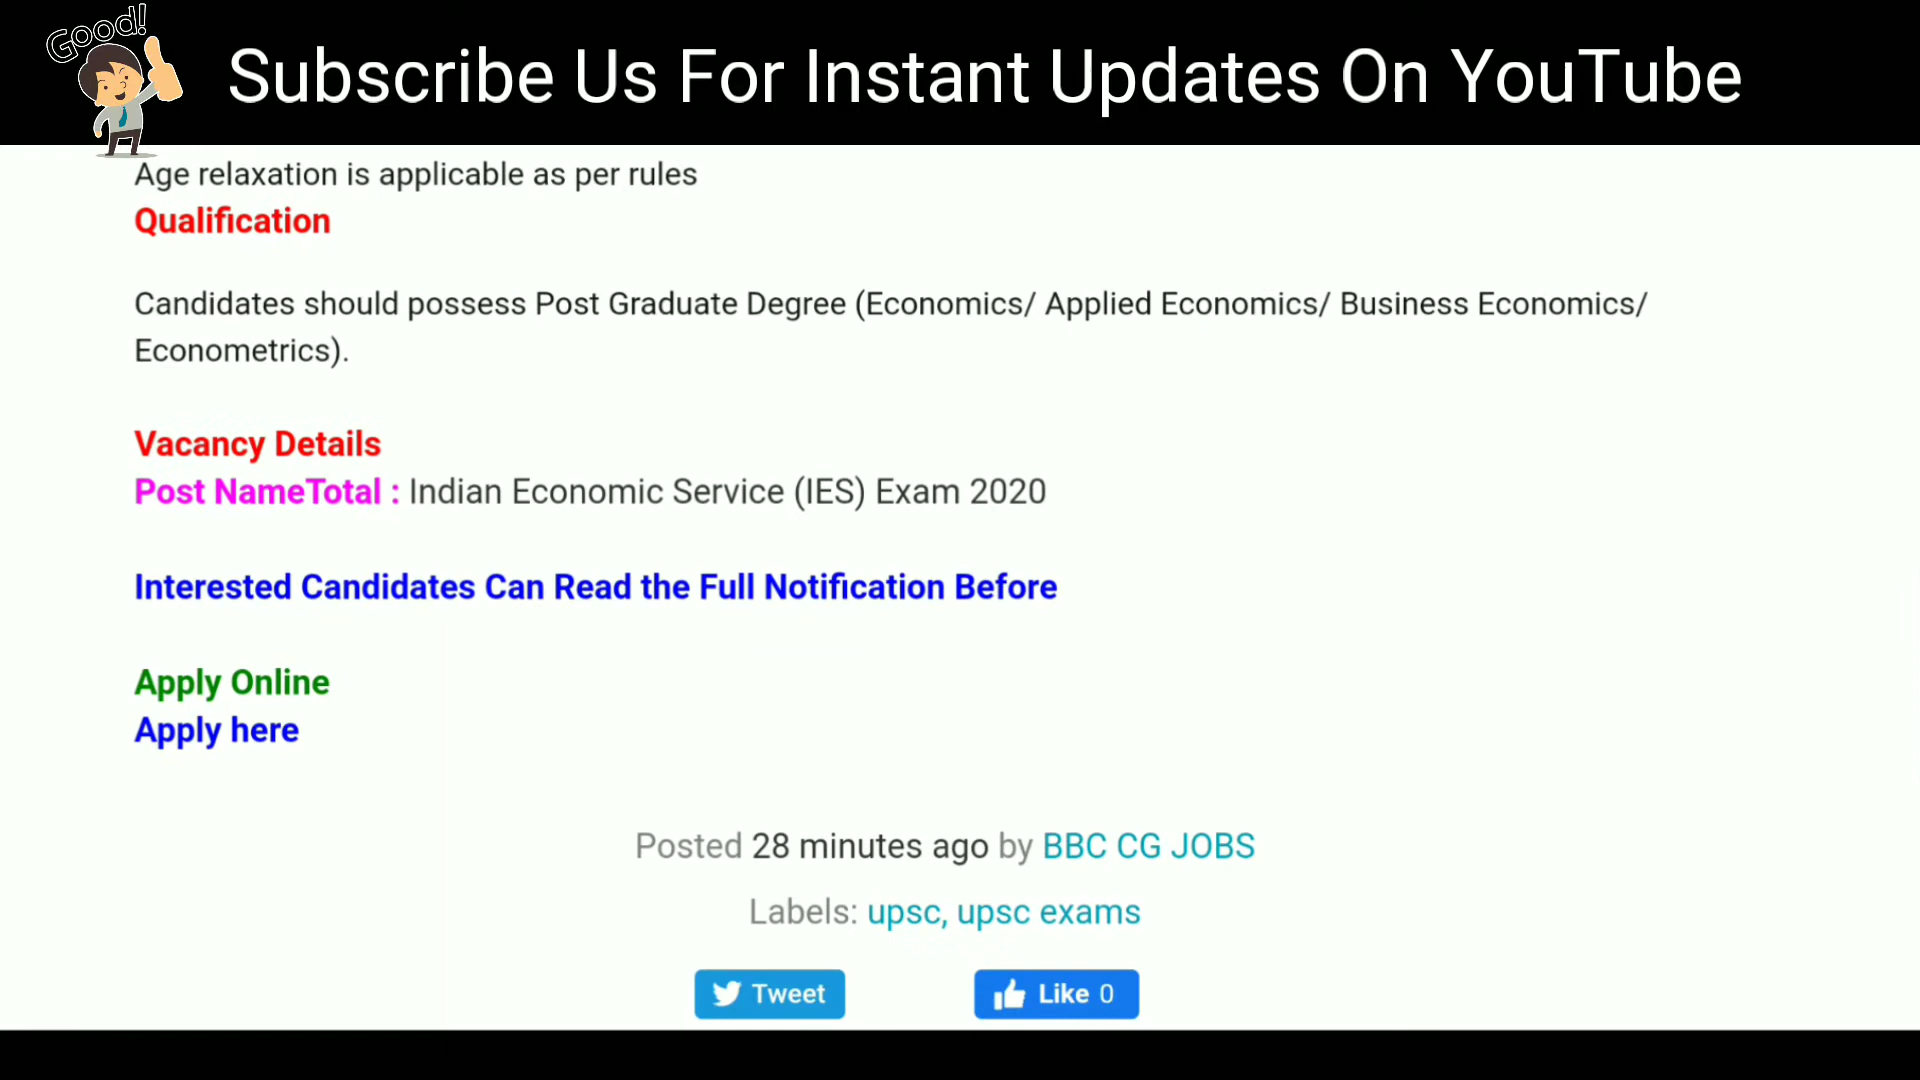 Good!
Subscribe Us For Instant Updates On YouTube
Age relaxation is applicable as per rules
Qualification
Candidates should possess Post Graduate Degree (Economics/ Applied Economics/ Business Economics/
Econometrics).
Vacancy Details
Post NameTotal : Indian Economic Service (IES) Exam 2020
Interested Candidates Can Read the Full Notification Before
Apply Online
Apply here
Posted 28 minutes ago by BBC CG JOBS
Labels: upsc, upsc exams
Tweet Like 0